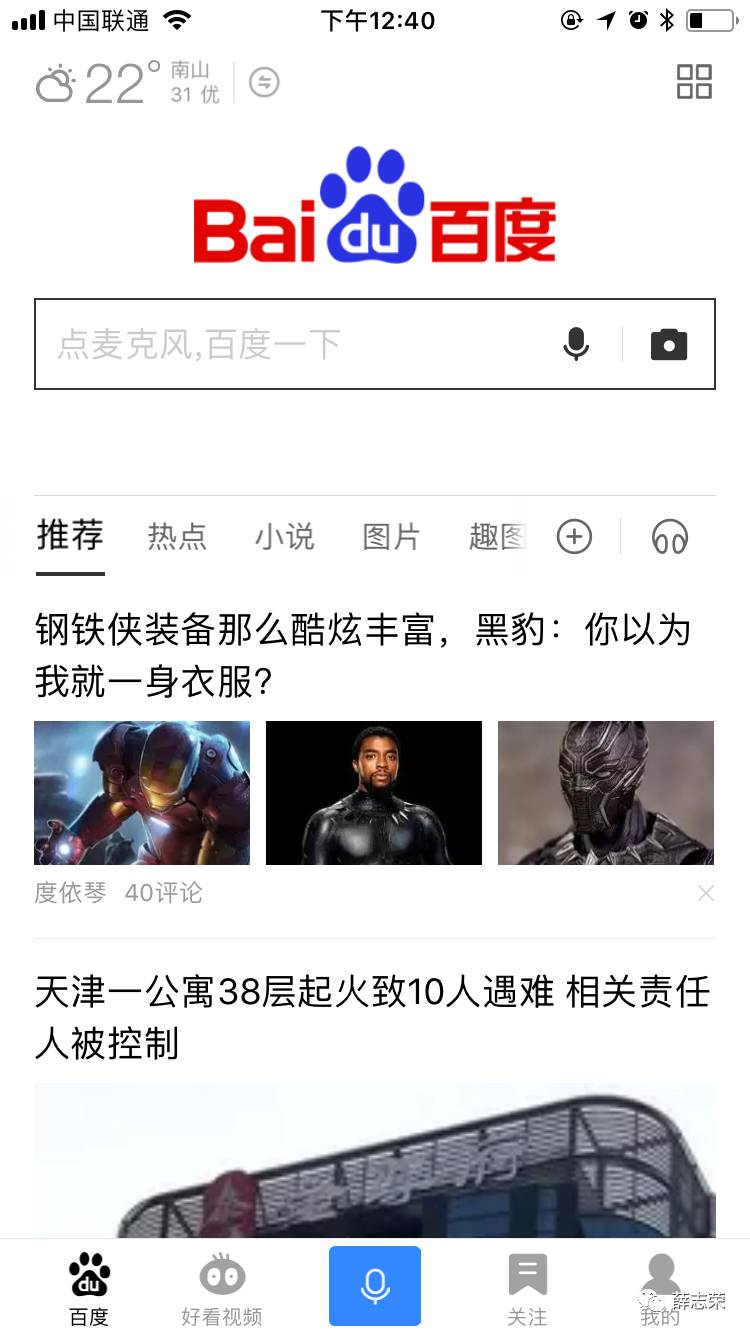 中国联通 下午12:40
22° 南山
31 优
Bai du 百度
点麦克风,百度一下
推荐 热点 小说 图片 趣图
钢铁侠装备那么酷炫丰富，黑豹：你以为
我就一身衣服?
度依琴 40评论
天津一公寓38层起火致10人遇难 相关责任
人被控制
du
百度 好看视频 关注 我的
薛志荣